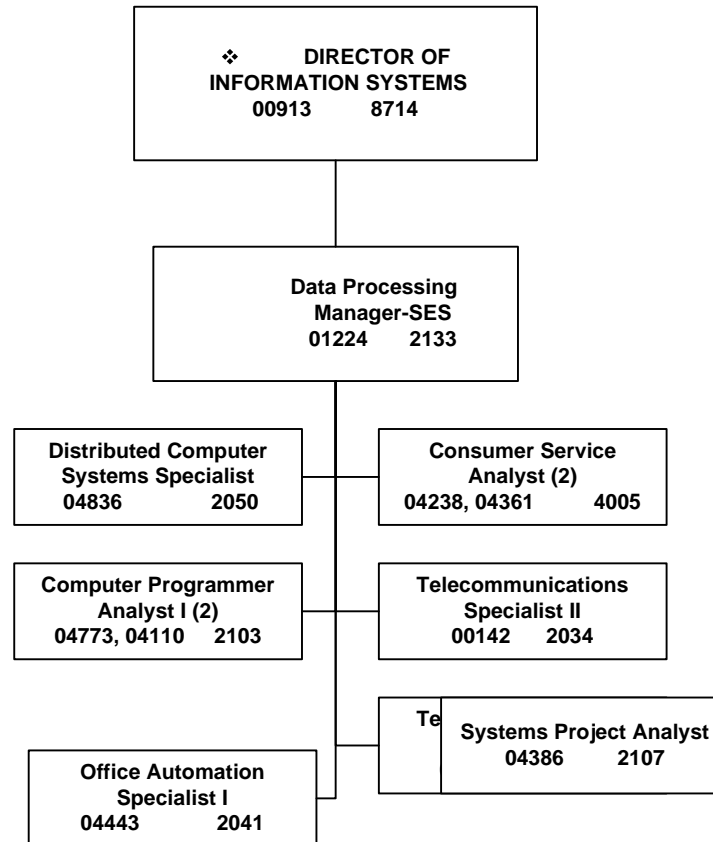 ❖ DIRECTOR OF
INFORMATION SYSTEMS
00913 8714
Data Processing
Manager-SES
01224 2133
Distributed Computer
Systems Specialist
04836 2050
Consumer Service
Analyst (2)
04238, 04361 4005
Computer Programmer
Analyst I (2)
04773, 04110 2103
Telecommunications
Specialist II
00142 2034
Te
Systems Project Analyst
04386 2107
Office Automation
Specialist I
04443 2041